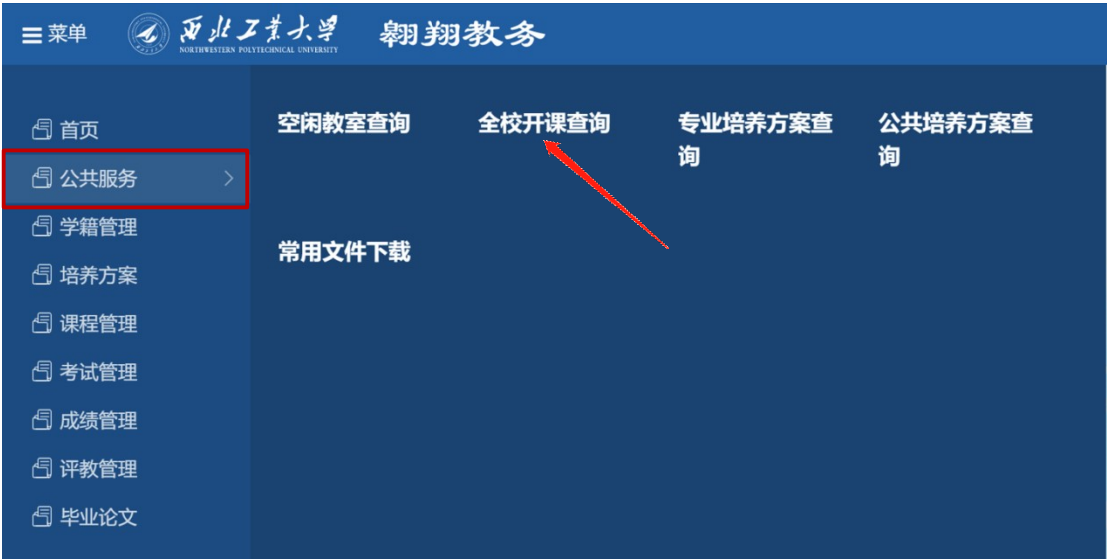 菜单
西北工业大学
NORTHWESTERN POLYTECHNICAL UNIVERSITY
翱翔教务
首页
公共服务
学籍管理
培养方案
课程管理
考试管理
成绩管理
评教管理
毕业论文
空闲教室查询
全校开课查询
专业培养方案查
询
公共培养方案查
询
常用文件下载